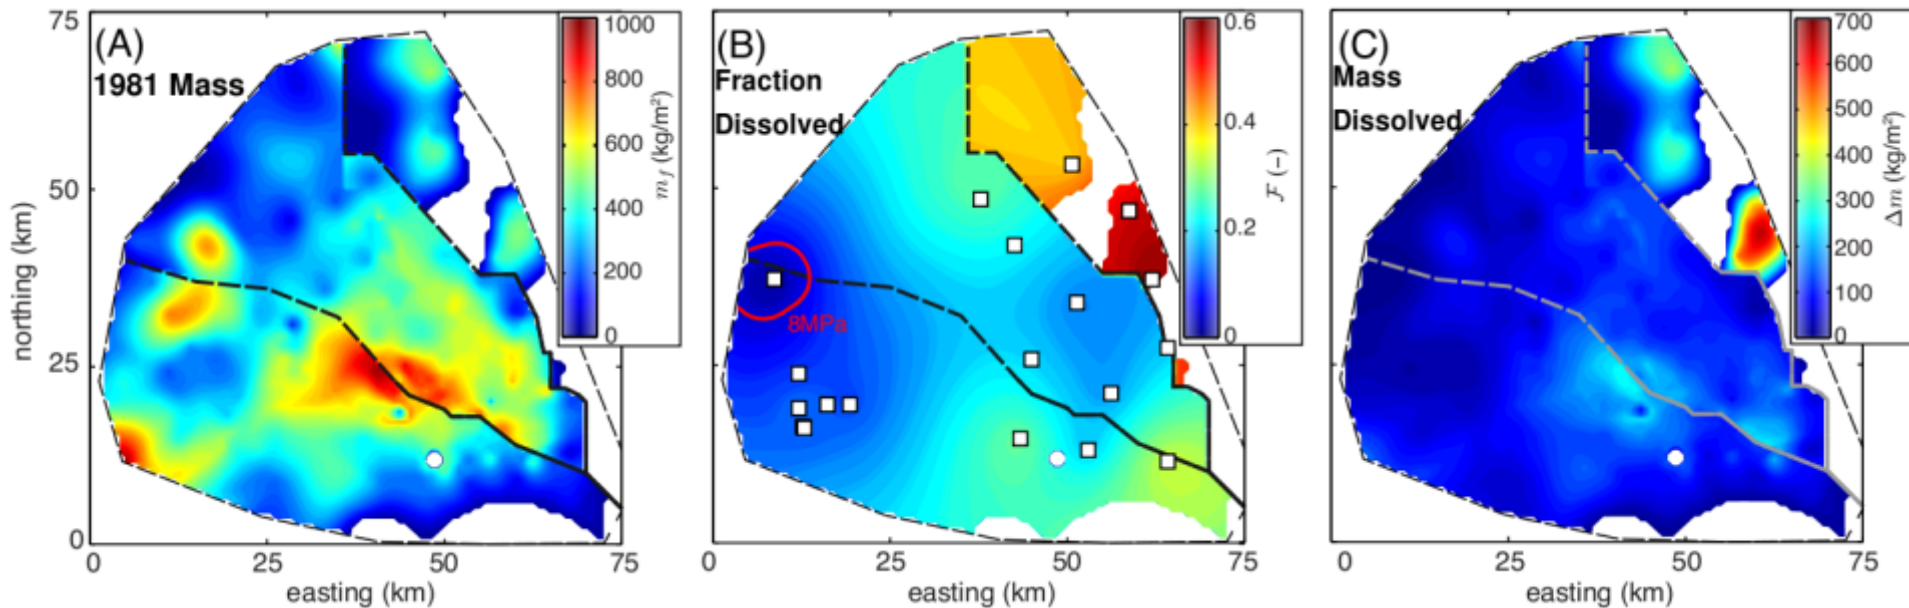 75
50
25
0
northing (km)
(A)
1981 Mass
1000
800
600
400
200
0
m_f (kg/m²)
0
25
50
75
easting (km)
(B)
Fraction
Dissolved
0.6
0.4
0.2
0
F (−)
8MPa
0
25
50
75
easting (km)
(C)
Mass
Dissolved
700
600
500
400
300
200
100
0
Δm (kg/m²)
25
50
75
easting (km)